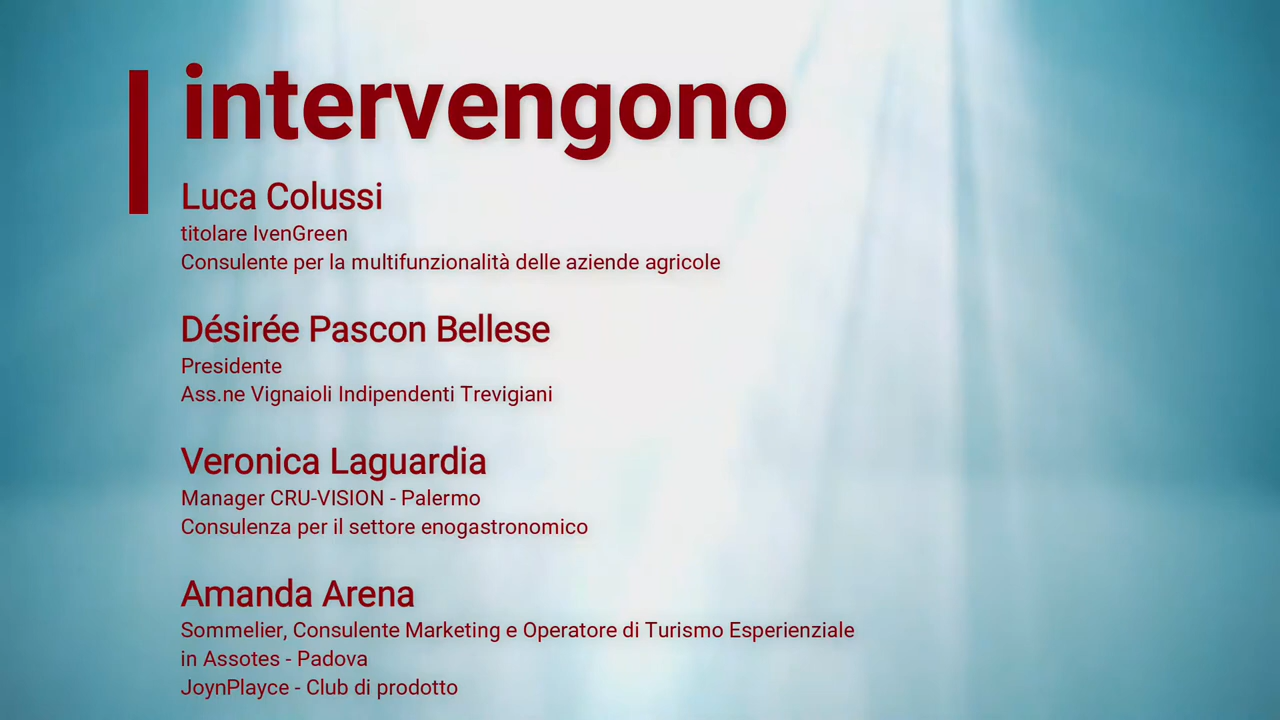 intervengono
Luca Colussi
titolare IvenGreen
Consulente per la multifunzionalità delle aziende agricole
Désirée Pascon Bellese
Presidente
Ass.ne Vignaioli Indipendenti Trevigiani
Veronica Laguardia
Manager CRU-VISION - Palermo
Consulenza per il settore enogastronomico
Amanda Arena
Sommelier, Consulente Marketing e Operatore di Turismo Esperienziale
in Assotes - Padova
JoynPlayce - Club di prodotto